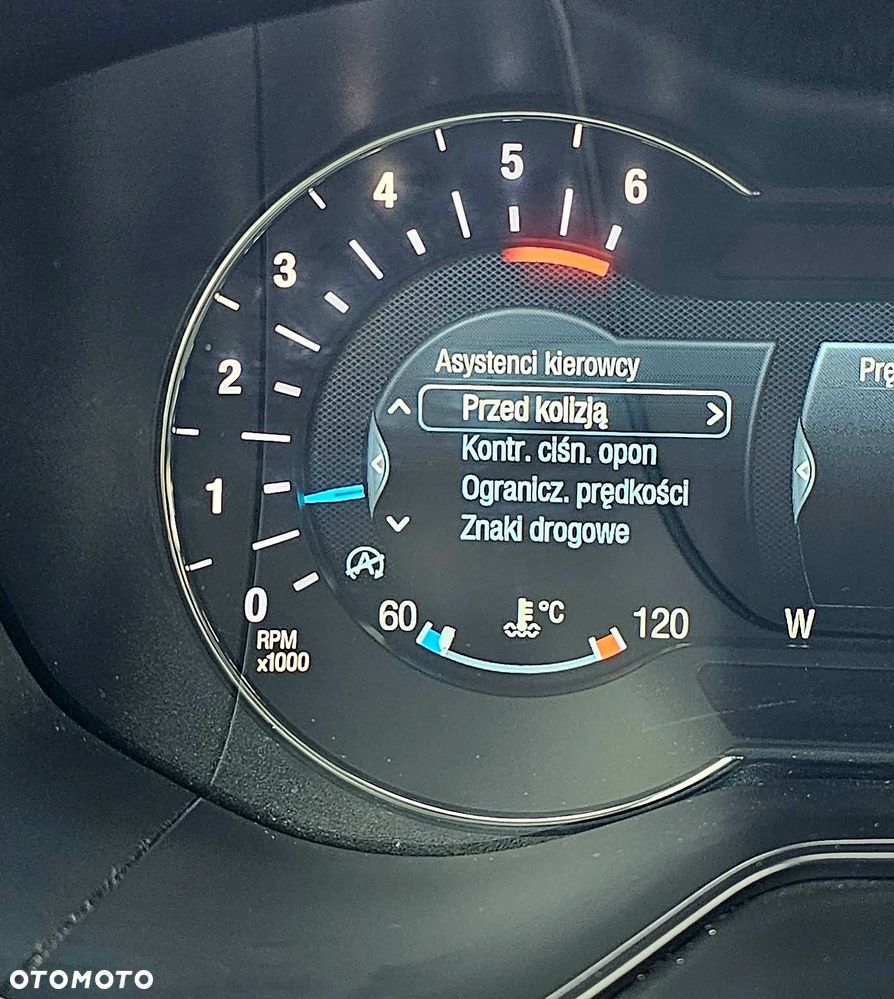 6
5
4
3
2
1
0
RPM
x1000
Asystenci kierowcy
Przed kolizją
Kontr. ciśn. opon
Ogranicz. prędkości
Znaki drogowe
A
60
°C
120
W
Prę
OTOMOTO